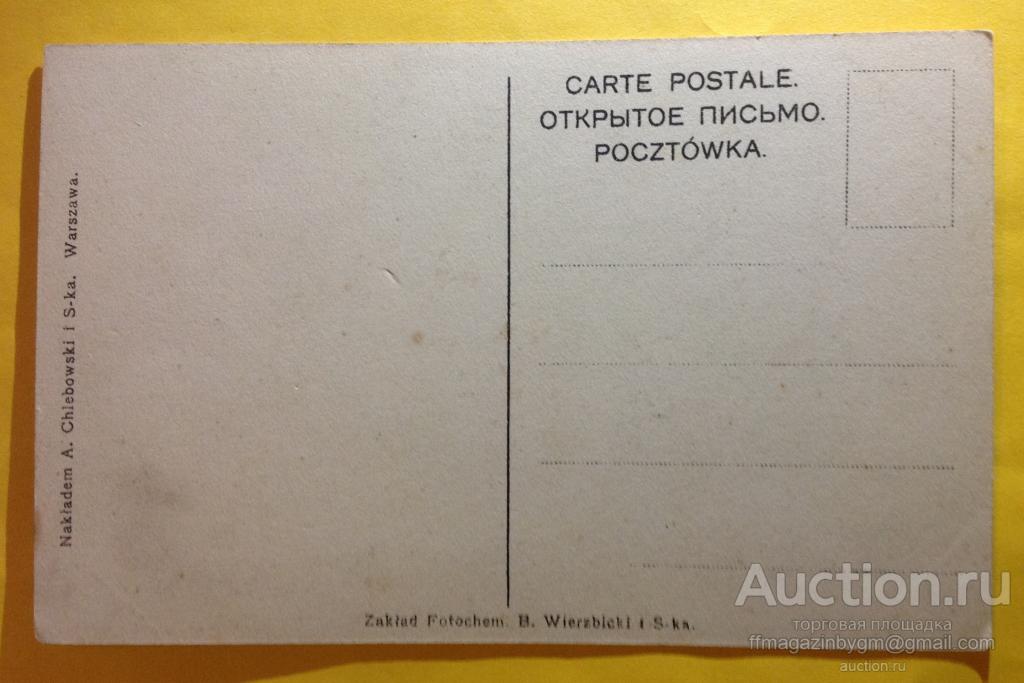 CARTE POSTALE.
ОТКРЫТОЕ ПИСЬМО.
POCZTÓWKA.
Nakładem A. Chlebowski i S-ka. Warszawa.
Zakład Fotochem. B. Wierzbicki i S-ka.
Auction.ru
торговая площадка
ffmagazinbygm@gmail.com
auction.ru